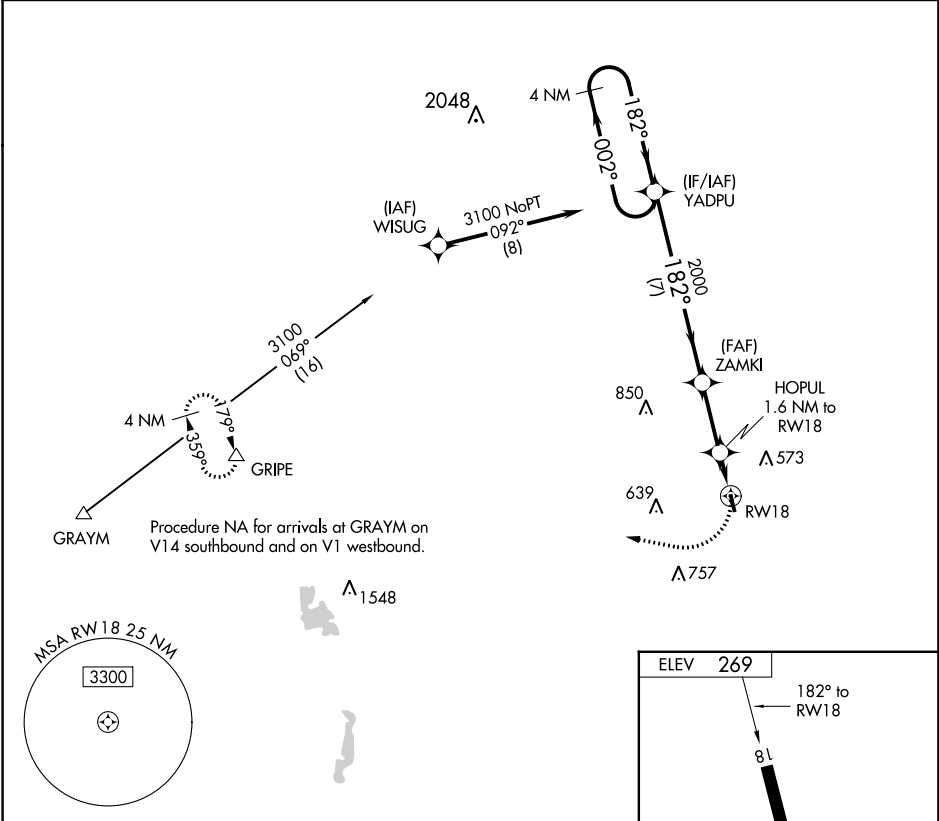 2048
4 NM
182°
002°
(IF/IAF)
YADPU
(IAF)
WISUG
3100 NoPT
092°
(8)
2000
182°
(7)
3100
069°
(16)
(FAF)
ZAMKI
850
HOPUL
1.6 NM to
RW18
4 NM
179°
359°
GRIPE
573
639
RW18
GRAYM
Procedure NA for arrivals at GRAYM on
V14 southbound and on V1 westbound.
757
1548
MSA RW18 25 NM
3300
ELEV 269
182° to
RW18
18